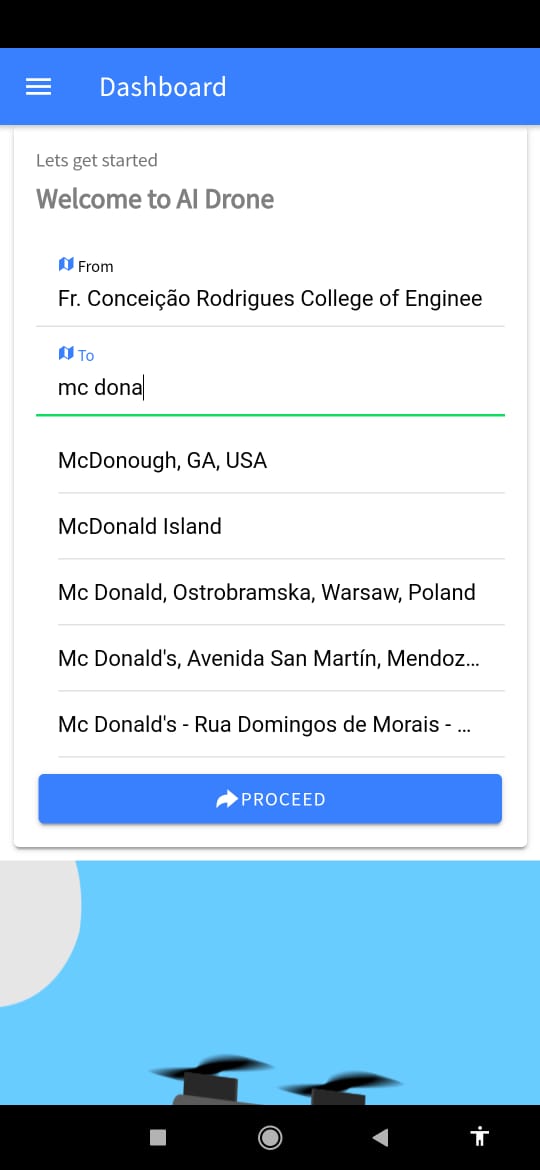 Dashboard
Lets get started
Welcome to AI Drone
From
Fr. Conceição Rodrigues College of Enginee
To
mc dona
McDonough, GA, USA
McDonald Island
Mc Donald, Ostrobramska, Warsaw, Poland
Mc Donald's, Avenida San Martín, Mendoz...
Mc Donald's - Rua Domingos de Morais - ...
PROCEED